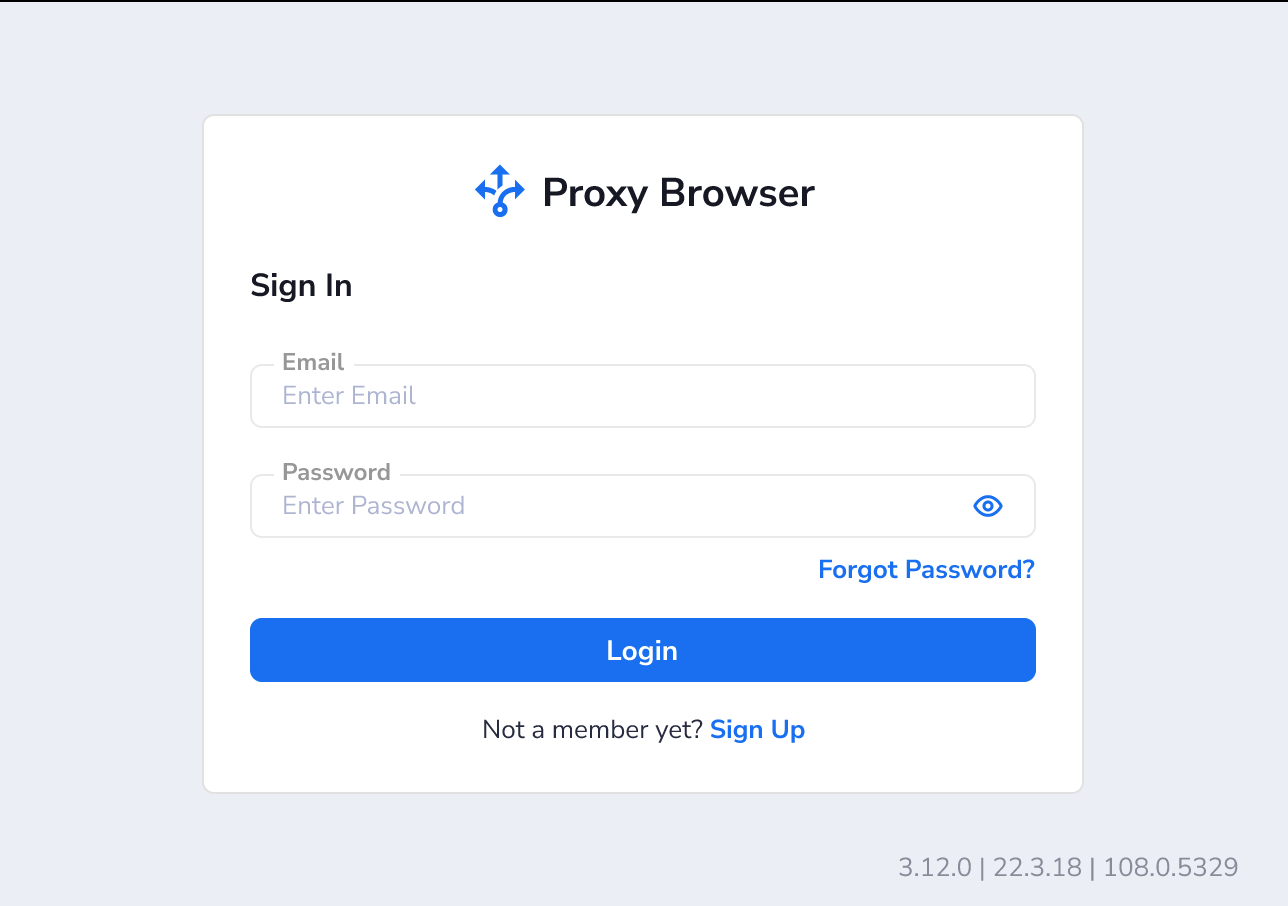 Proxy Browser
Sign In
Email
Enter Email
Password
Enter Password
Forgot Password?
Login
Not a member yet? Sign Up
3.12.0 | 22.3.18 | 108.0.5329